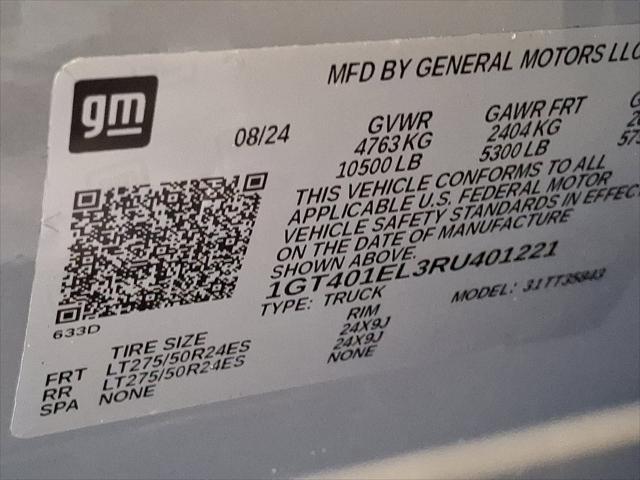 MFD BY GENERAL MOTORS LLC
gm
08/24
GVWR
4763 KG
10500 LB
GAWR FRT
2404 KG
5300 LB
THIS VEHICLE CONFORMS TO ALL
APPLICABLE U.S. FEDERAL MOTOR
VEHICLE SAFETY STANDARDS IN EFFEC
ON THE DATE OF MANUFACTURE
SHOWN ABOVE.
1GT401EL3RU401221
TYPE: TRUCK
MODEL: 31TT35843
633D
TIRE SIZE RIM
FRT LT275/50R24ES 24X9J
RR LT275/50R24ES 24X9J
SPA NONE NONE